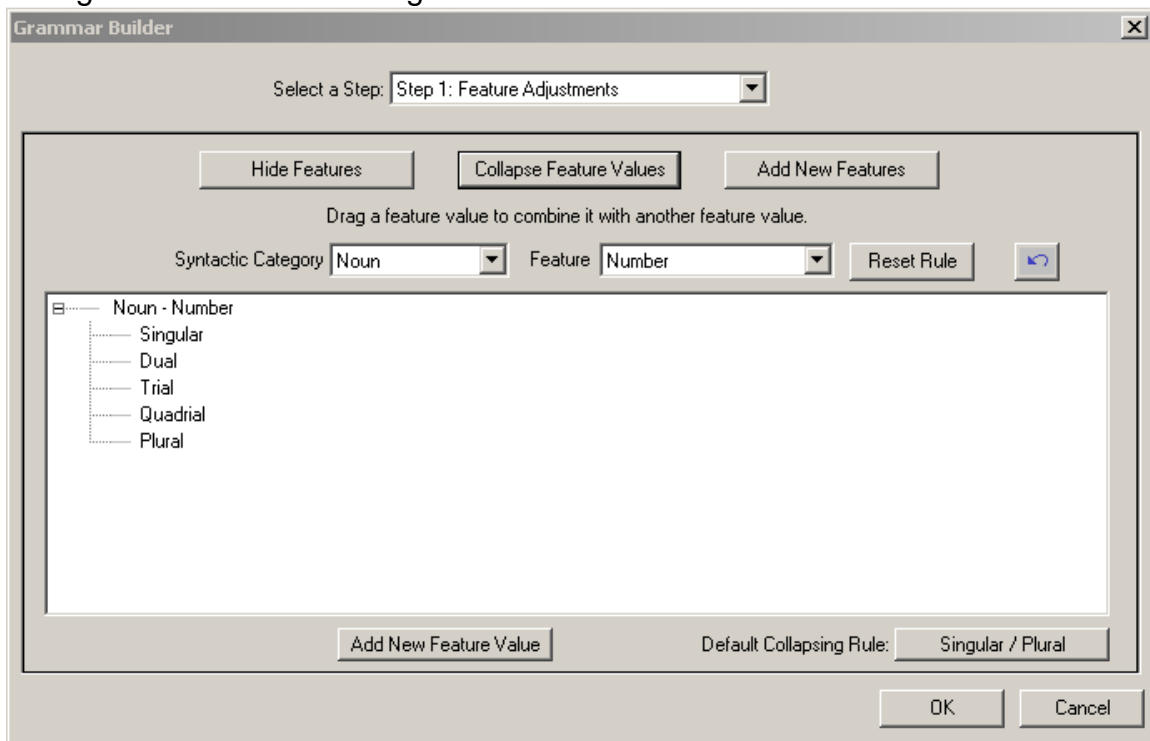 Grammar Builder
Select a Step: Step 1: Feature Adjustments
Hide Features Collapse Feature Values Add New Features
Drag a feature value to combine it with another feature value.
Syntactic Category Noun Feature Number Reset Rule
Noun - Number
Singular
Dual
Trial
Quadrial
Plural
Add New Feature Value Default Collapsing Rule: Singular / Plural
OK Cancel